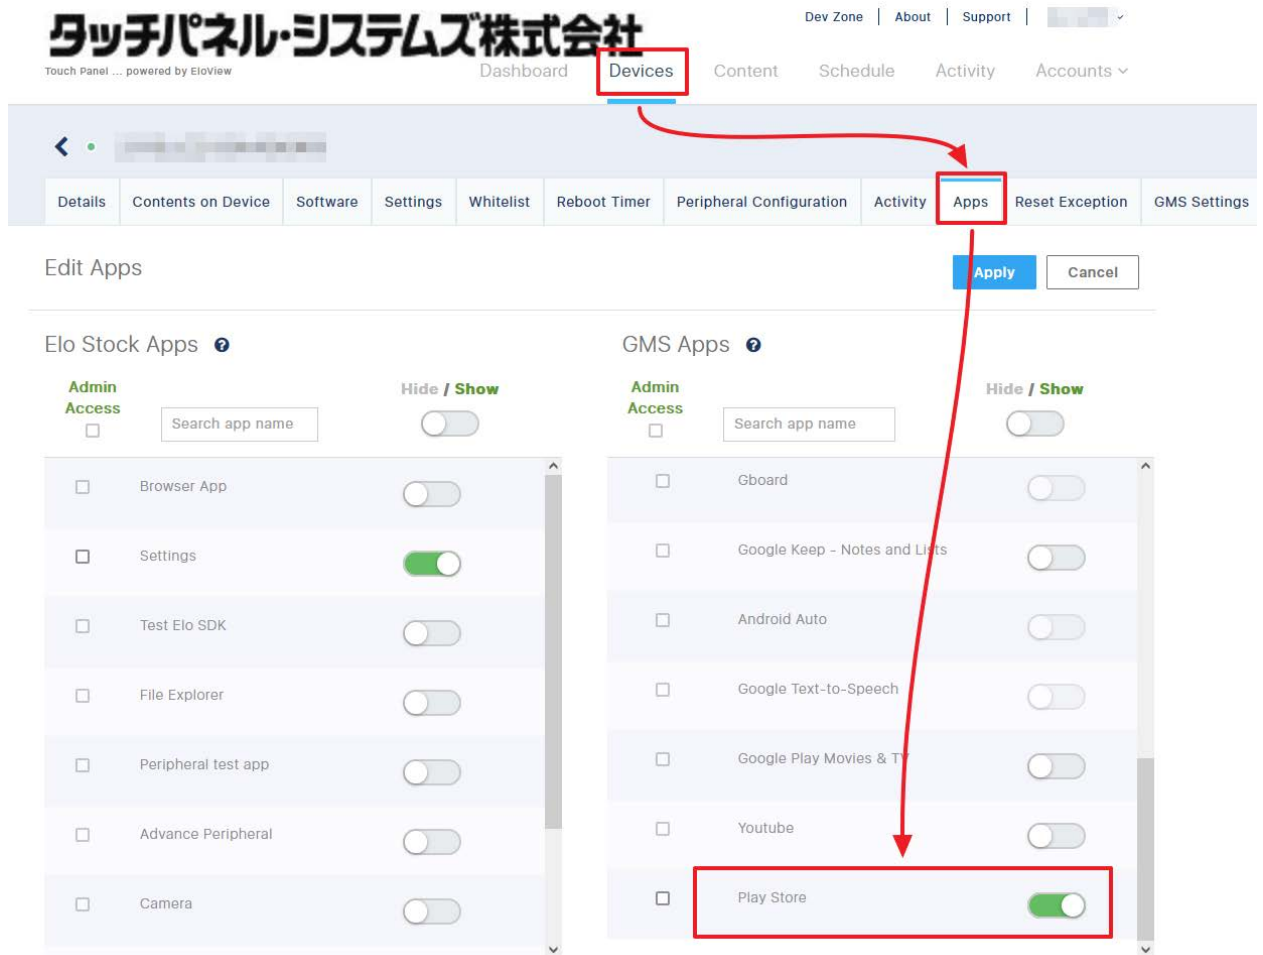 タッチパネル・システムズ株式会社
Touch Panel ... powered by EloView
Dev Zone | About | Support |
Dashboard Devices Content Schedule Activity Accounts
Details Contents on Device Software Settings Whitelist Reboot Timer Peripheral Configuration Activity Apps Reset Exception GMS Settings
Edit Apps
Apply Cancel
Elo Stock Apps
Admin Access
Search app name
Hide / Show
Browser App
Settings
Test Elo SDK
File Explorer
Peripheral test app
Advance Peripheral
Camera
GMS Apps
Admin Access
Search app name
Hide / Show
Gboard
Google Keep - Notes and Lists
Android Auto
Google Text-to-Speech
Google Play Movies & TV
Youtube
Play Store